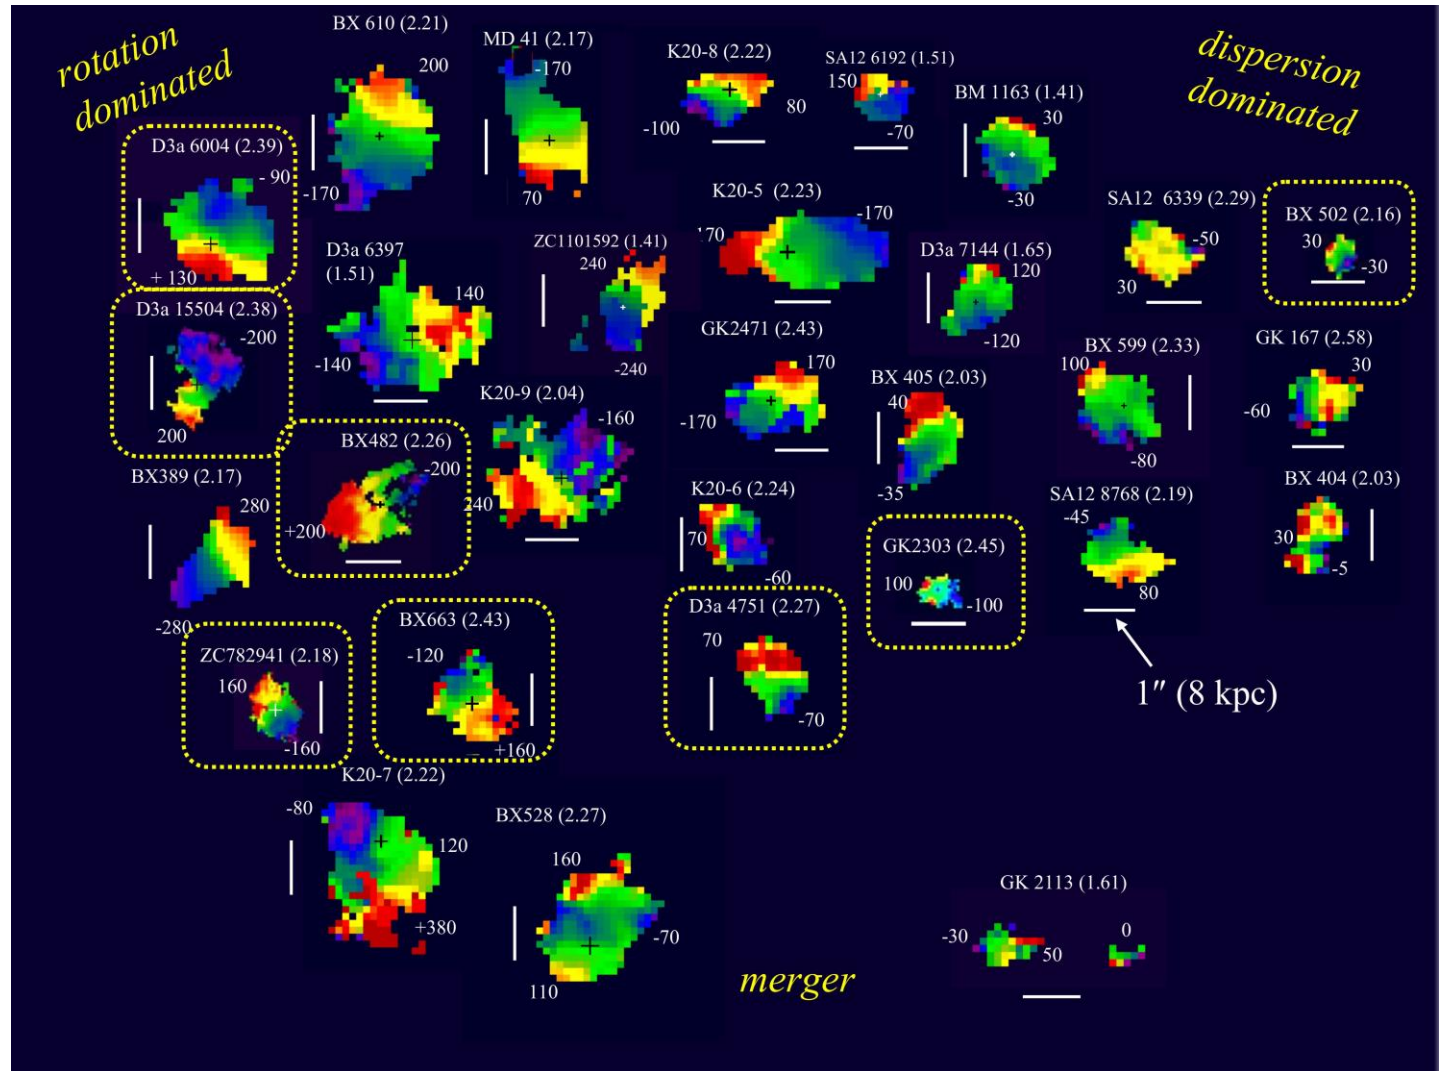 rotation
dominated
dispersion
dominated
BX 610 (2.21)
200
-170
MD 41 (2.17)
-170
70
K20-8 (2.22)
80
-100
SA12 6192 (1.51)
150
-70
BM 1163 (1.41)
30
-30
D3a 6004 (2.39)
- 90
+ 130
K20-5 (2.23)
-170
170
SA12 6339 (2.29)
-50
30
BX 502 (2.16)
30
-30
D3a 6397
(1.51)
140
-140
ZC1101592 (1.41)
240
-240
D3a 7144 (1.65)
120
-120
D3a 15504 (2.38)
-200
200
GK2471 (2.43)
170
-170
BX 405 (2.03)
40
-35
BX 599 (2.33)
100
-80
GK 167 (2.58)
30
-60
K20-9 (2.04)
-160
240
BX482 (2.26)
-200
+200
BX389 (2.17)
280
-280
K20-6 (2.24)
70
-60
GK2303 (2.45)
100
-100
SA12 8768 (2.19)
-45
80
BX 404 (2.03)
30
-5
D3a 4751 (2.27)
70
-70
BX663 (2.43)
-120
+160
ZC782941 (2.18)
160
-160
1″ (8 kpc)
K20-7 (2.22)
-80
120
+380
BX528 (2.27)
160
-70
110
merger
GK 2113 (1.61)
-30
50
0